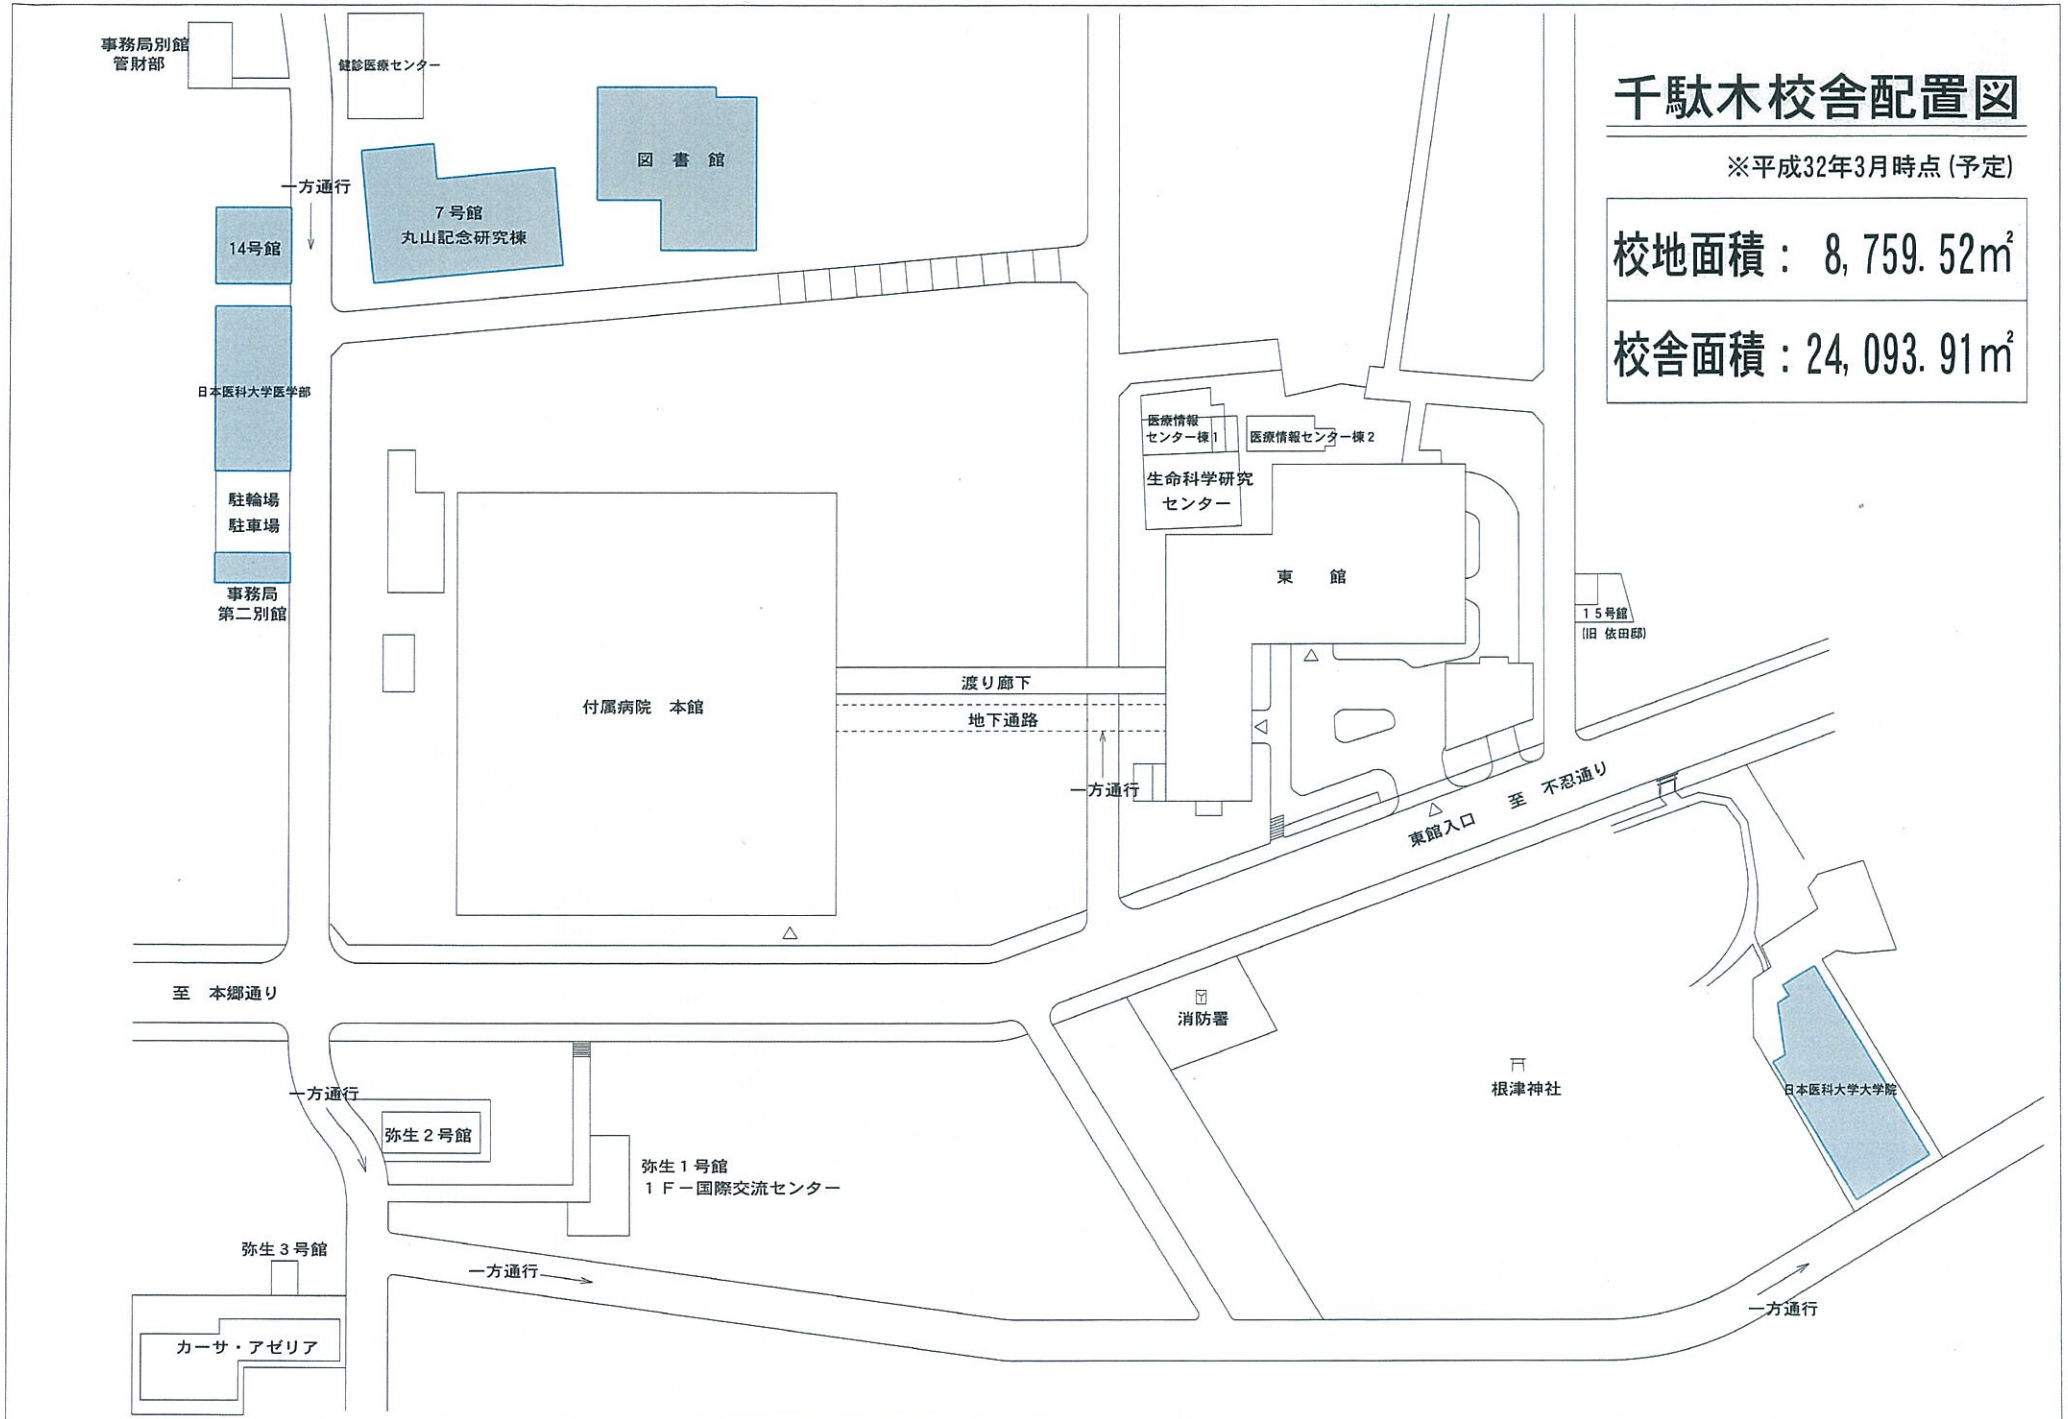 千駄木校舎配置図
※平成32年3月時点(予定)
校地面積： 8,759.52㎡
校舎面積：24,093.91㎡
事務局別館
管財部
健診医療センター
図書館
一方通行
7号館
丸山記念研究棟
14号館
日本医科大学医学部
駐輪場
駐車場
事務局
第二別館
医療情報
センター棟1
医療情報センター棟2
生命科学研究
センター
東館
15号館
(旧 依田邸)
付属病院 本館
渡り廊下
地下通路
一方通行
東館入口 至 不忍通り
至 本郷通り
消防署
根津神社
日本医科大学大学院
一方通行
弥生2号館
弥生1号館
1F－国際交流センター
弥生3号館
一方通行
一方通行
カーサ・アゼリア